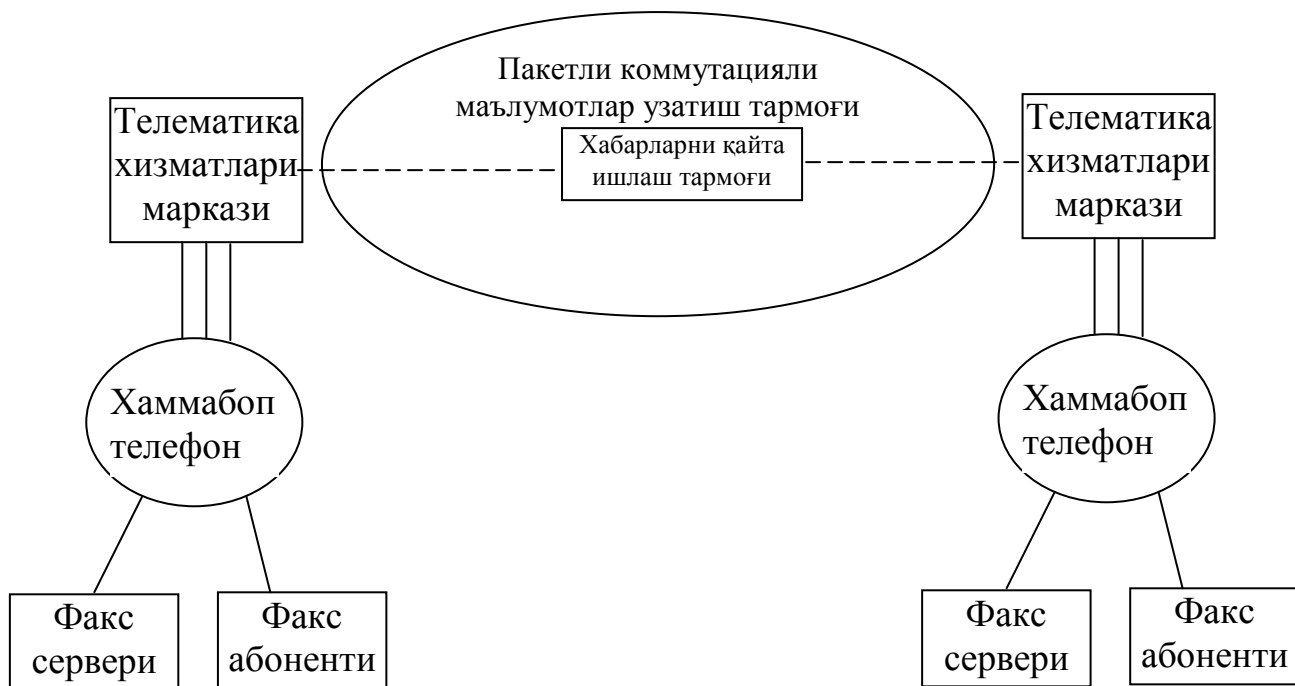 Пакетли коммутацияли
маълумотлар узатиш тармоғи
Хабарларни қайта
ишлаш тармоғи
Телематика
хизматлари
маркази
Телематика
хизматлари
маркази
Хаммабоп
телефон
Хаммабоп
телефон
Факс
сервери
Факс
абоненти
Факс
сервери
Факс
абоненти